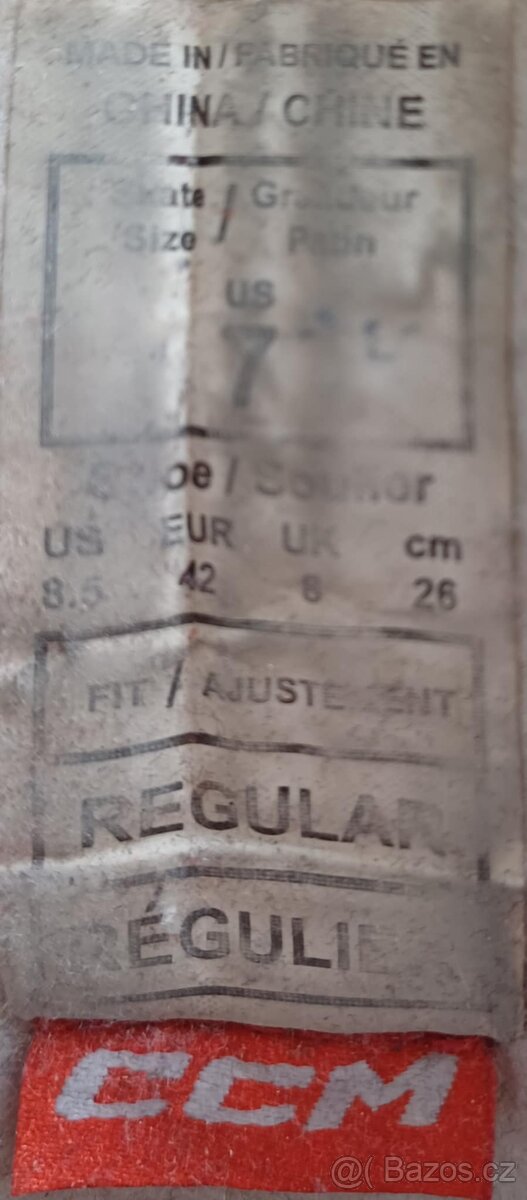 MADE IN / FABRIQUÉ EN
CHINA / CHINE
Skate / Grandeur
Size / Patin
US
7
Shoe / Soulier
US EUR UK cm
8.5 42 8 26
FIT / AJUSTEMENT
REGULAR
RÉGULIER
CCM
@ Bazos.cz